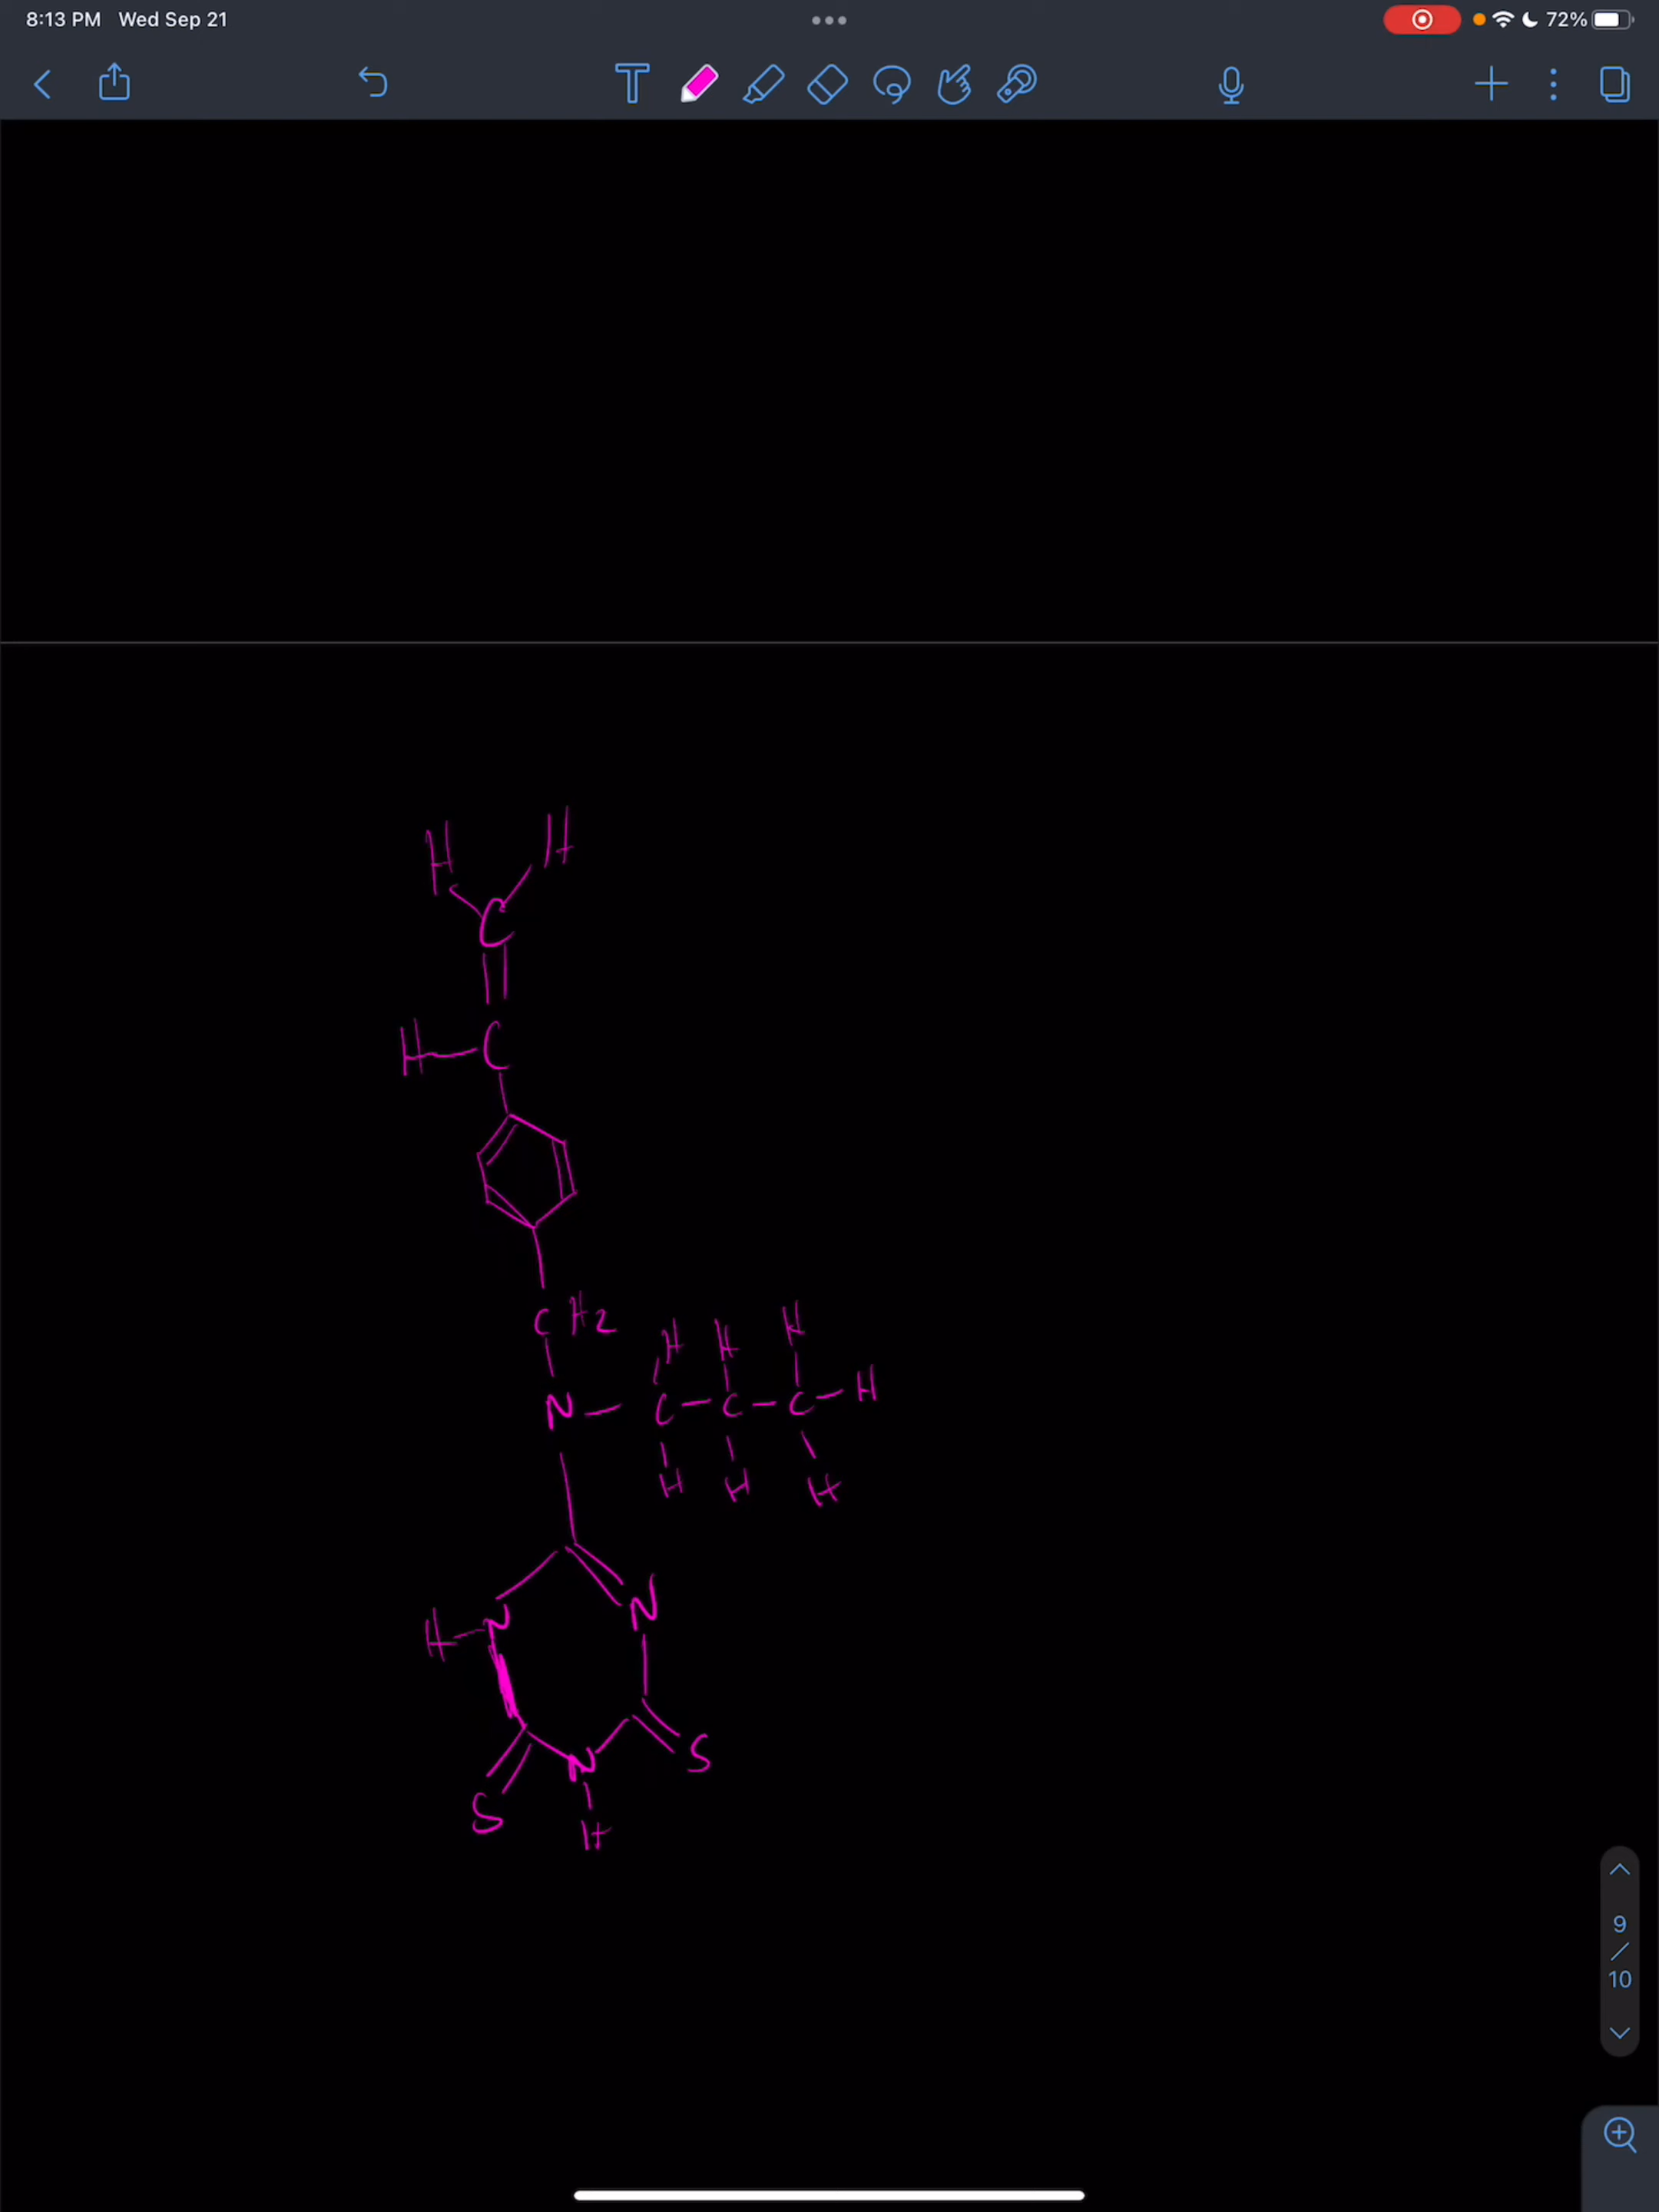 8:13 PM Wed Sep 21
72%
T
H H
C
H C
CH2
H H H
N C C C H
H H H
N
H N
N S
S
H
9
/
10